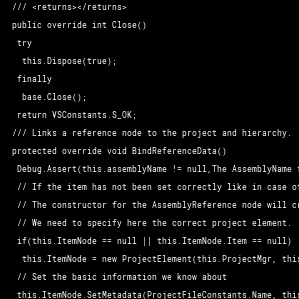 /// <returns></returns>
public override int Close()
try
this.Dispose(true);
finally
base.Close();
return VSConstants.S_OK;
/// Links a reference node to the project and hierarchy.
protected override void BindReferenceData()
Debug.Assert(this.assemblyName != null,The AssemblyName f
// If the item has not been set correctly like in case of
// The constructor for the AssemblyReference node will cr
// We need to specify here the correct project element.
if(this.ItemNode == null || this.ItemNode.Item == null)
this.ItemNode = new ProjectElement(this.ProjectMgr, this
// Set the basic information we know about
this.ItemNode.SetMetadata(ProjectFileConstants.Name, this